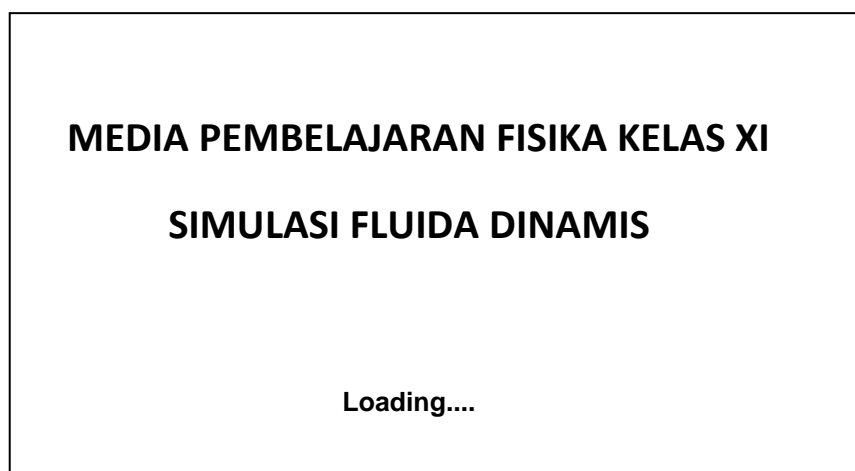 MEDIA PEMBELAJARAN FISIKA KELAS XI
SIMULASI FLUIDA DINAMIS
Loading....